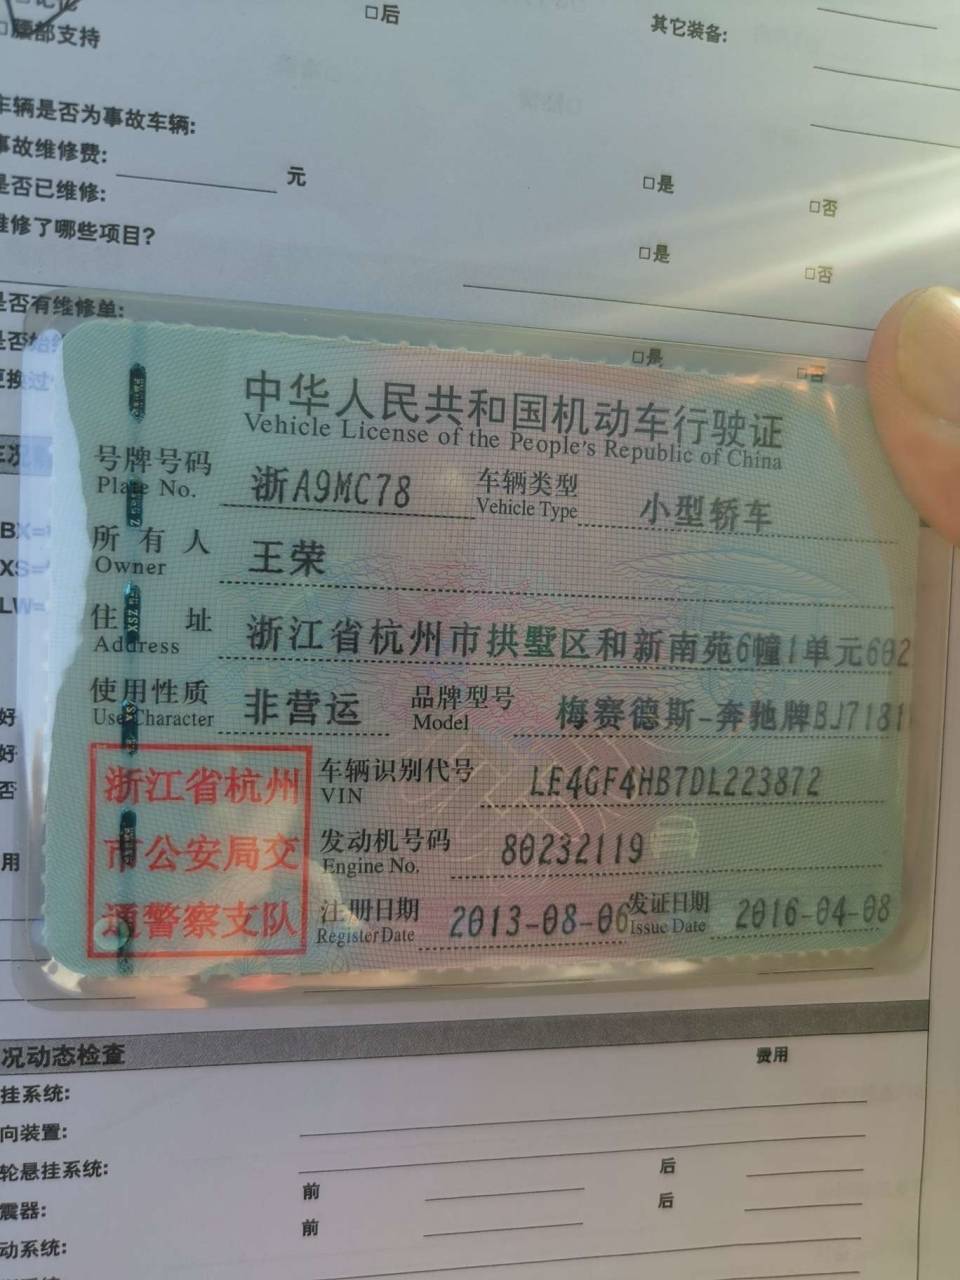 □后
其它装备:
□腰部支持
车辆是否为事故车辆:
事故维修费:
元
□是
□否
是否已维修:
维修了哪些项目?
□是
□否
是否有维修单:
□是
中华人民共和国机动车行驶证
Vehicle License of the People's Republic of China
号牌号码 浙A9MC78 车辆类型 小型轿车
Plate No. Vehicle Type
所有人 王荣
Owner
住址 浙江省杭州市拱墅区和新南苑6幢1单元602
Address
使用性质 非营运 品牌型号 梅赛德斯-奔驰牌BJ7181
Use Character Model
浙江省杭州
市公安局交
通警察支队
车辆识别代号 LE4GF4HB7DL223872
VIN
发动机号码 80232119
Engine No.
注册日期 2013-08-06 发证日期 2016-04-08
Register Date Issue Date
好
好
否
用
况动态检查
费用
挂系统:
向装置:
轮悬挂系统:
前
后
震器:
前
后
动系统: